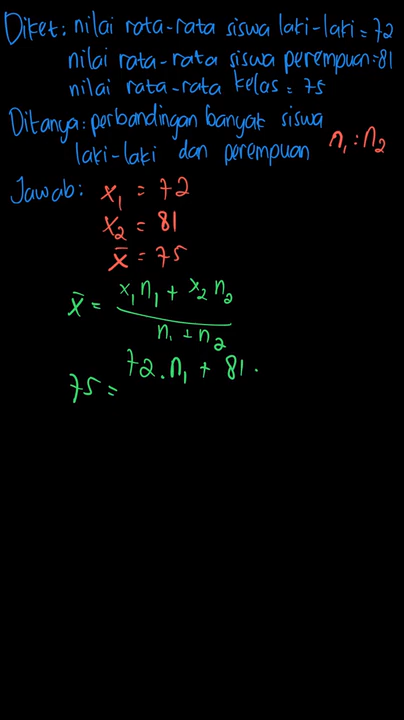 Diket: nilai rata-rata siswa laki-laki = 72
nilai rata-rata siswa perempuan = 81
nilai rata-rata kelas = 75
Ditanya: perbandingan banyak siswa
laki-laki dan perempuan n₁ : n₂
Jawab: x₁ = 72
x₂ = 81
x̄ = 75
x̄ = x₁n₁ + x₂n₂
n₁ + n₂
75 = 72 . n₁ + 81 .